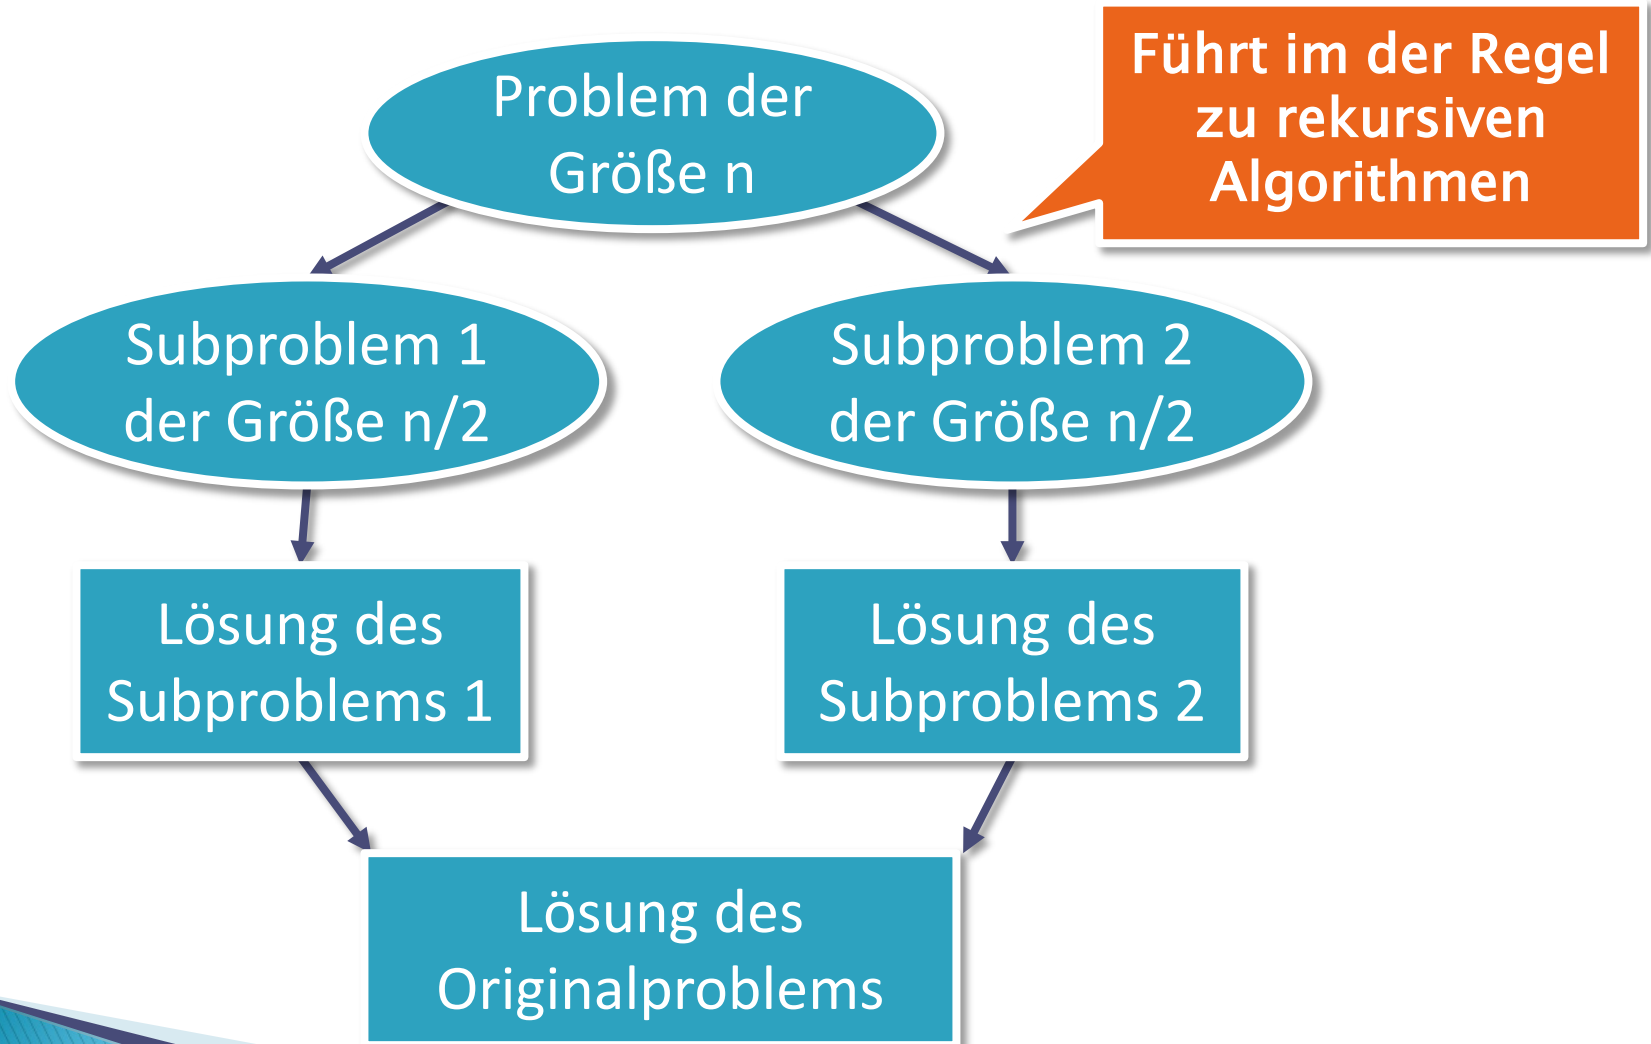 Problem der
Größe n
Führt im der Regel
zu rekursiven
Algorithmen
Subproblem 1
der Größe n/2
Subproblem 2
der Größe n/2
Lösung des
Subproblems 1
Lösung des
Subproblems 2
Lösung des
Originalproblems